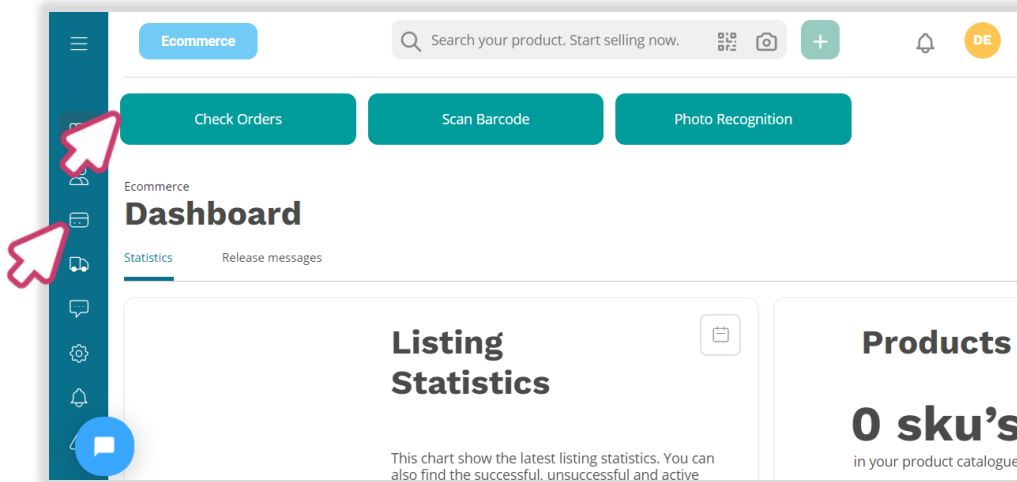 Ecommerce
Search your product. Start selling now.
DE
Check Orders
Scan Barcode
Photo Recognition
Ecommerce
Dashboard
Statistics
Release messages
Listing
Statistics
This chart show the latest listing statistics. You can
also find the successful, unsuccessful and active
Products
0 sku’s
in your product catalogue